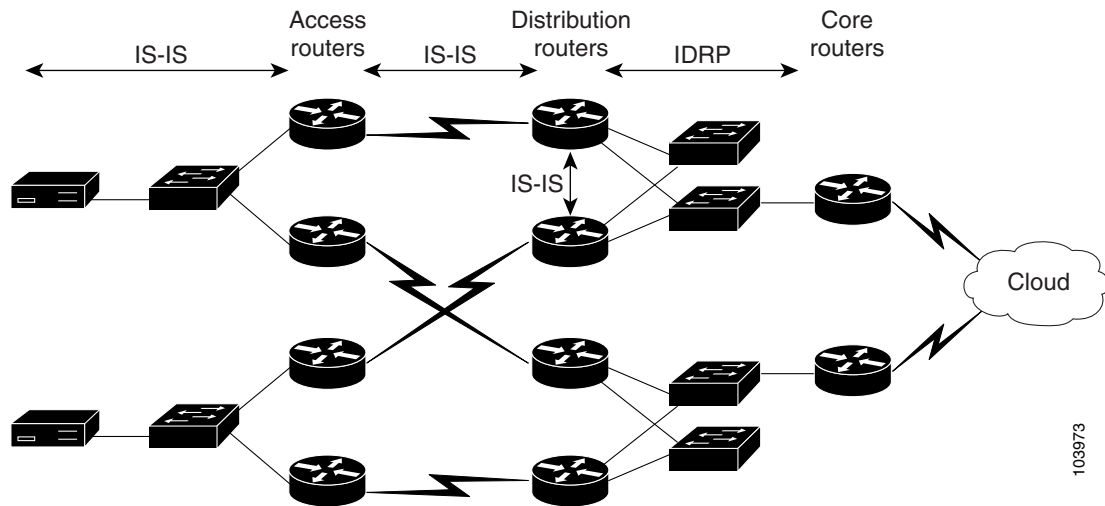 Access
routers
Distribution
routers
Core
routers
IS-IS
IS-IS
IDRP
IS-IS
Cloud
103973